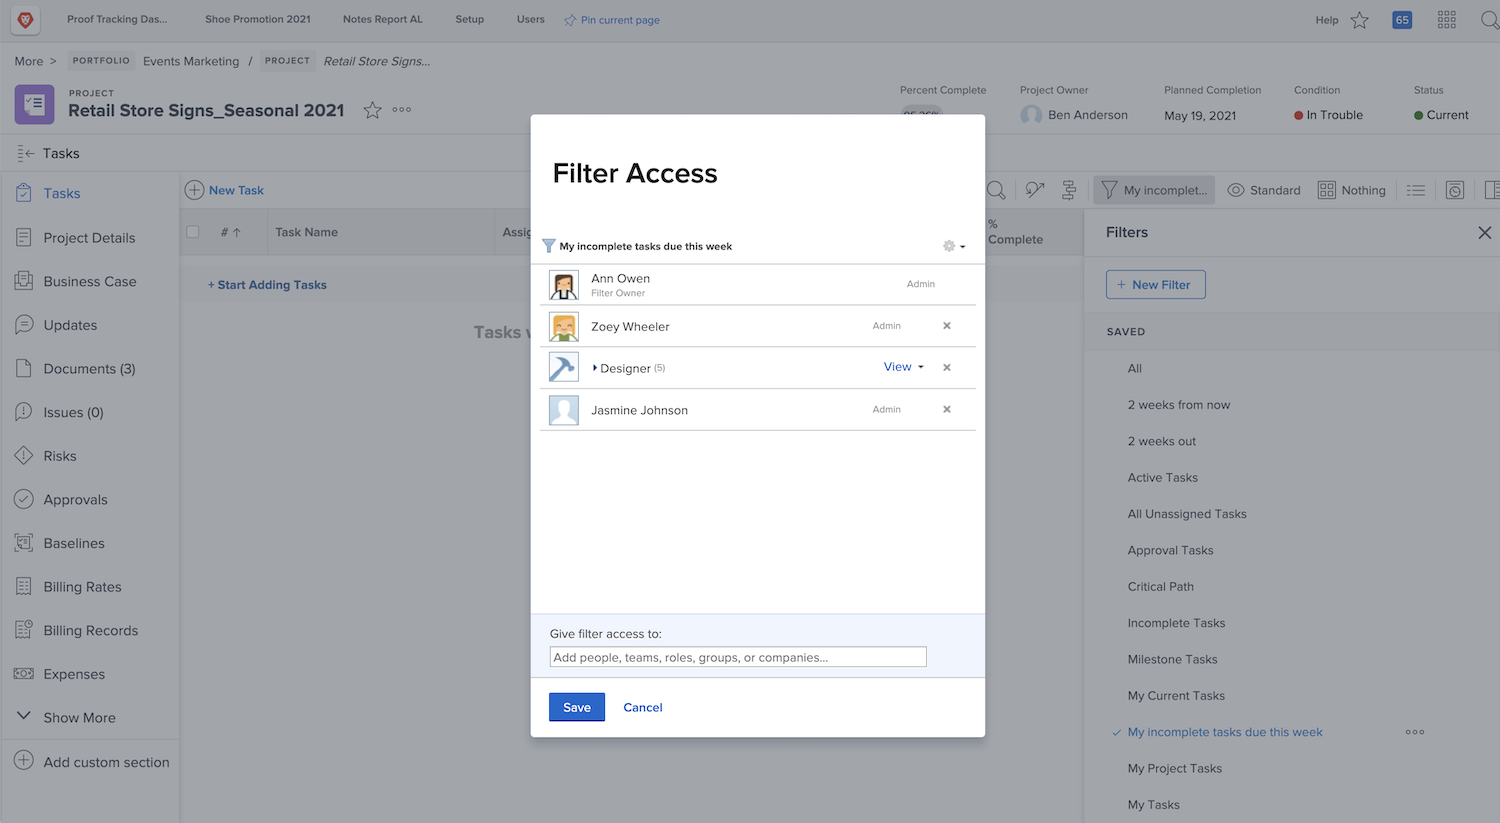 Proof Tracking Das...
Shoe Promotion 2021
Notes Report AL
Setup
Users
Pin current page
Help
65
More >
PORTFOLIO
Events Marketing
/
PROJECT
Retail Store Signs...
PROJECT
Retail Store Signs_Seasonal 2021
Percent Complete
Project Owner
Ben Anderson
Planned Completion
May 19, 2021
Condition
In Trouble
Status
Current
Tasks
Tasks
Project Details
Business Case
Updates
Documents (3)
Issues (0)
Risks
Approvals
Baselines
Billing Rates
Billing Records
Expenses
Show More
Add custom section
New Task
My incomplet...
Standard
Nothing
# ↑
Task Name
Assig
% Complete
+ Start Adding Tasks
Tasks
Filter Access
My incomplete tasks due this week
Ann Owen
Filter Owner
Admin
Zoey Wheeler
Admin
Designer (5)
View
Jasmine Johnson
Admin
Give filter access to:
Add people, teams, roles, groups, or companies...
Save
Cancel
Filters
+ New Filter
SAVED
All
2 weeks from now
2 weeks out
Active Tasks
All Unassigned Tasks
Approval Tasks
Critical Path
Incomplete Tasks
Milestone Tasks
My Current Tasks
My incomplete tasks due this week
My Project Tasks
My Tasks